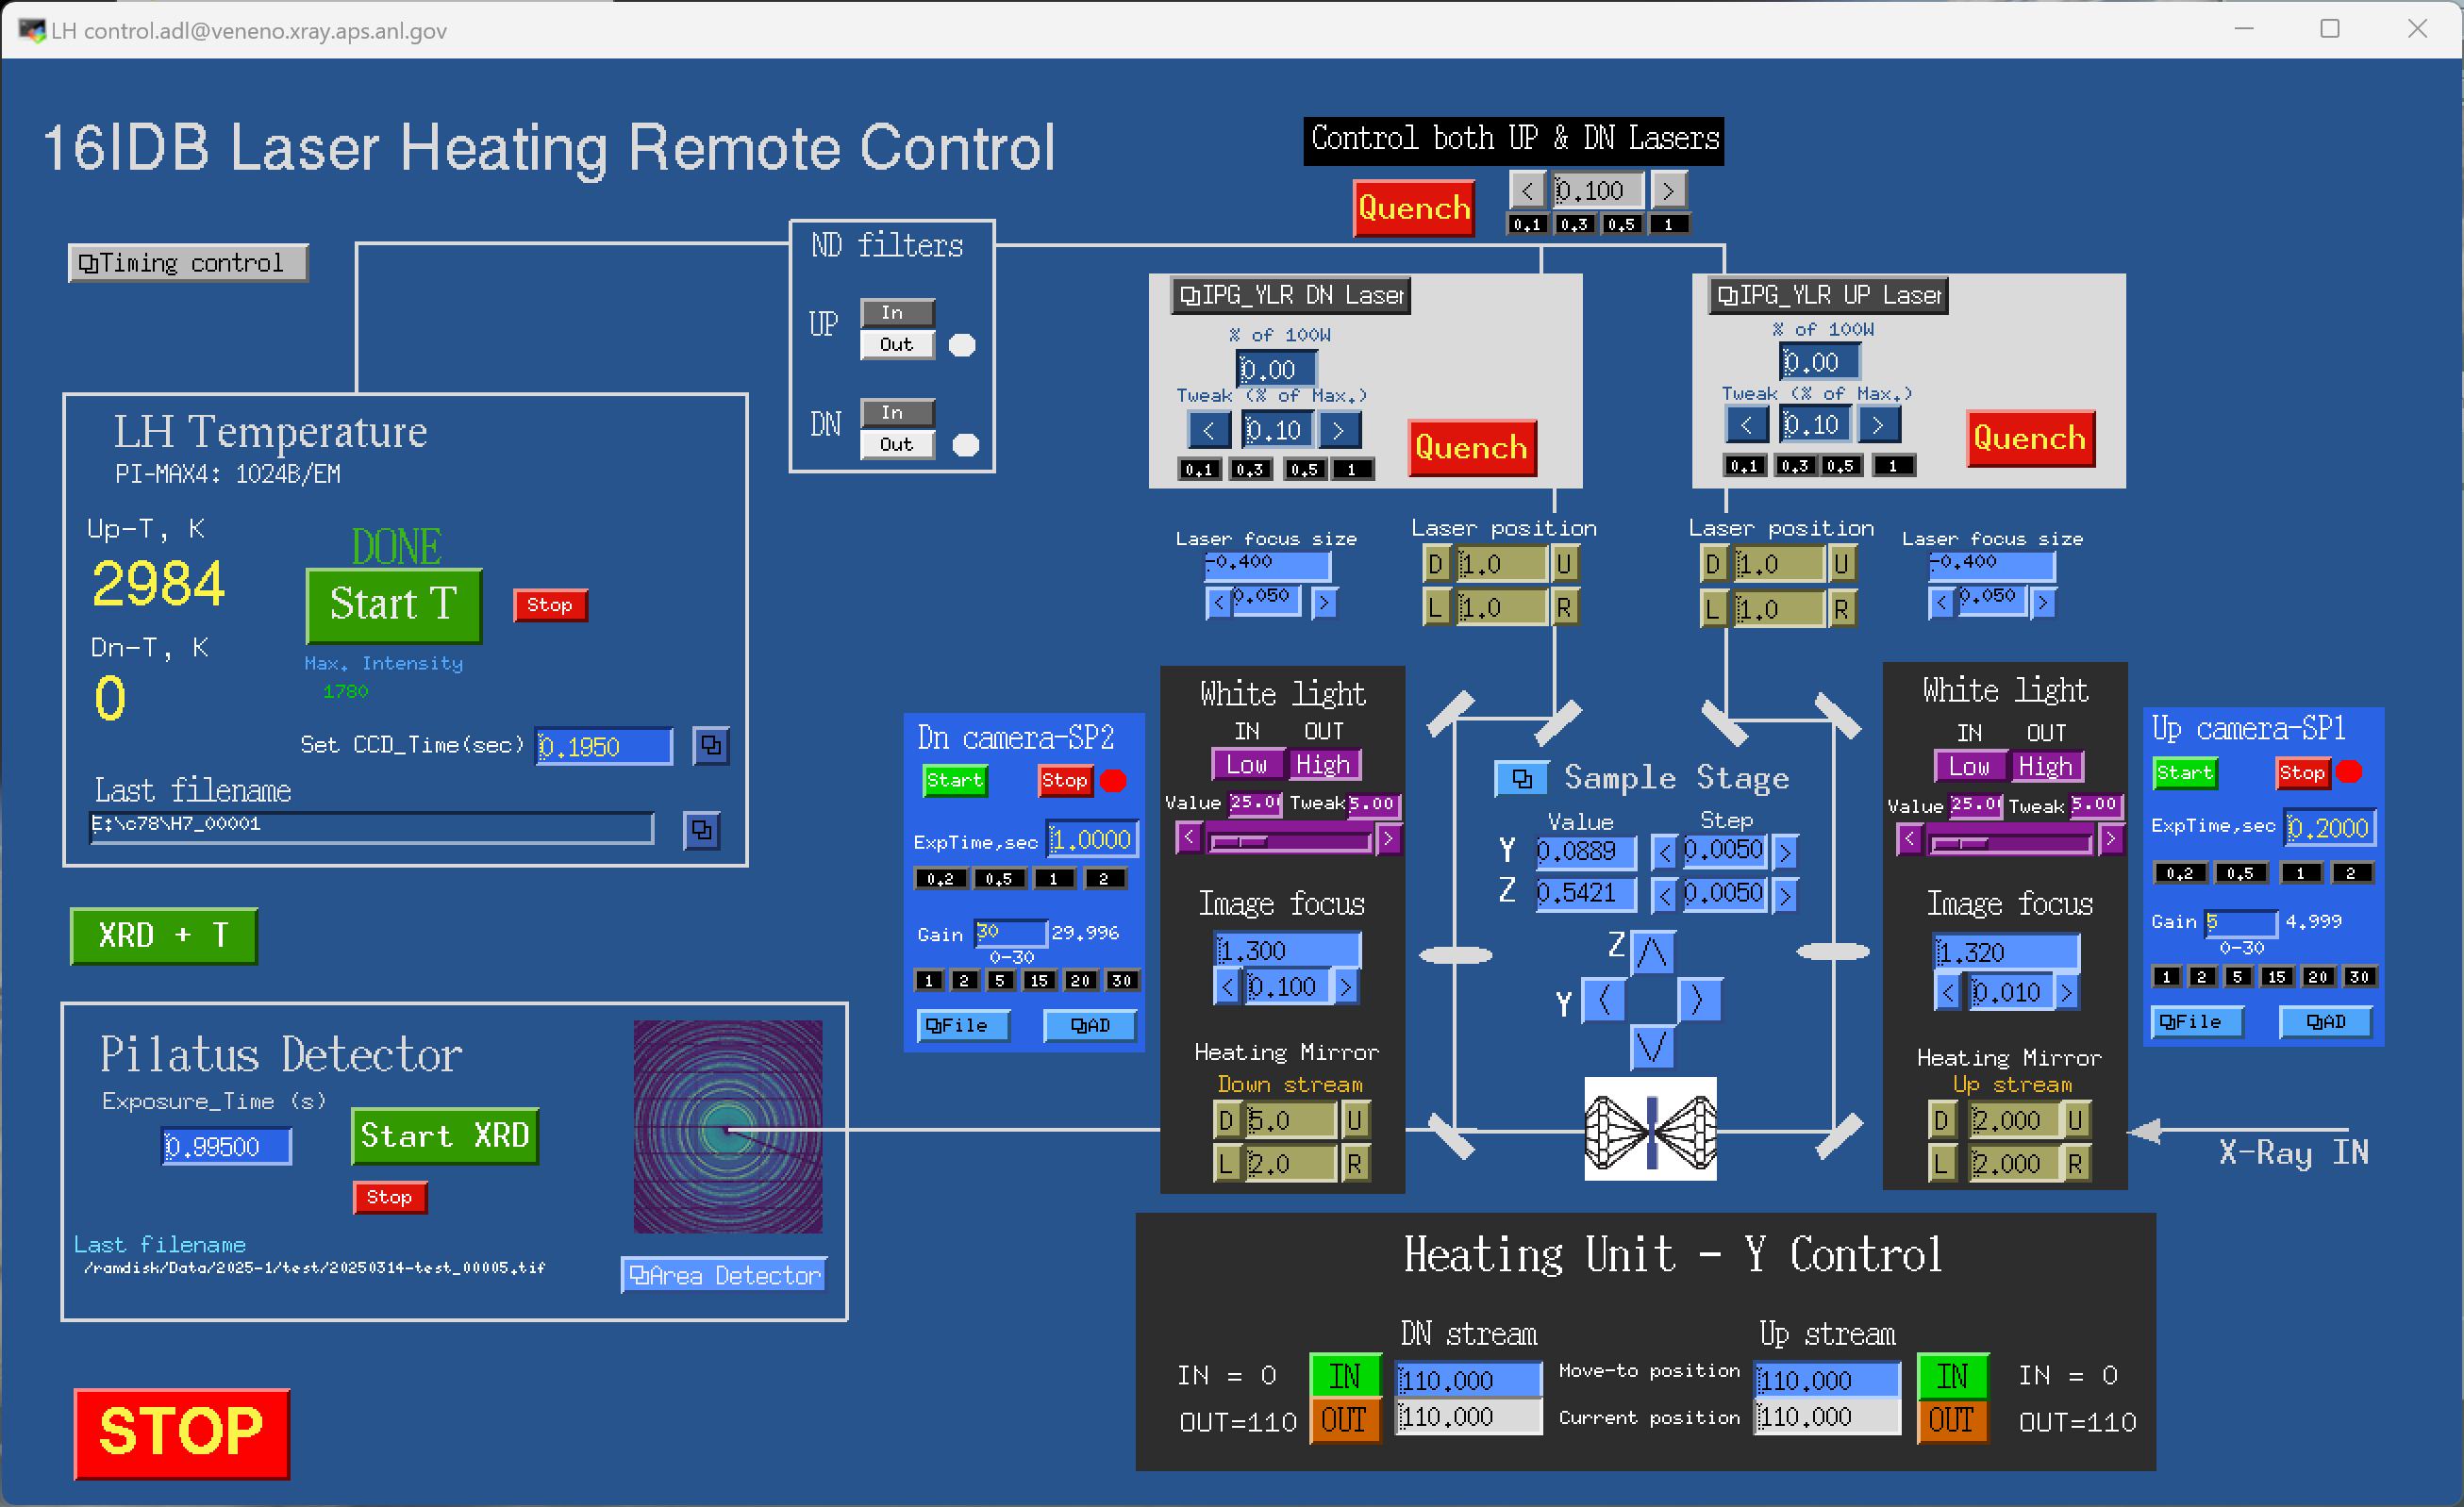 LH control.adl@veneno.xray.aps.anl.gov
16IDB Laser Heating Remote Control
Control both UP & DN Lasers
Quench
< 0.100 >
0.1 0.3 0.5 1
Timing control
ND filters
UP
In
Out
DN
In
Out
IPG_YLR DN Laser
% of 100W
0.00
Tweak (% of Max.)
< 0.10 >
0.1 0.3 0.5 1
Quench
IPG_YLR UP Laser
% of 100W
0.00
Tweak (% of Max.)
< 0.10 >
0.1 0.3 0.5 1
Quench
LH Temperature
PI-MAX4: 1024B/EM
Up-T, K
2984
DONE
Start T
Stop
Dn-T, K
0
Max. Intensity
1780
Set CCD_Time(sec) 0.1950
Last filename
E:\c78\H7_00001
Laser focus size
-0.400
< 0.050 >
Laser position
D 1.0 U
L 1.0 R
Laser position
D 1.0 U
L 1.0 R
Laser focus size
-0.400
< 0.050 >
Dn camera-SP2
Start Stop
ExpTime,sec 1.0000
0.2 0.5 1 2
Gain 30 29.996
0-30
1 2 5 15 20 30
File AD
White light
IN OUT
Low High
Value 25.0 Tweak 5.00
< >
Image focus
1.300
< 0.100 >
Heating Mirror
Down stream
D 5.0 U
L 2.0 R
Sample Stage
Value Step
Y 0.0889 < 0.0050 >
Z 0.5421 < 0.0050 >
Z
Y
White light
IN OUT
Low High
Value 25.0 Tweak 5.00
< >
Image focus
1.320
< 0.010 >
Heating Mirror
Up stream
D 2.000 U
L 2.000 R
Up camera-SP1
Start Stop
ExpTime,sec 0.2000
0.2 0.5 1 2
Gain 5 4.999
0-30
1 2 5 15 20 30
File AD
X-Ray IN
XRD + T
Pilatus Detector
Exposure_Time (s)
0.99500
Start XRD
Stop
Last filename
/ramdisk/Data/2025-1/test/20250314-test_00005.tif
Area Detector
STOP
Heating Unit - Y Control
DN stream Up stream
IN = 0 IN 110.000 Move-to position 110.000 IN IN = 0
OUT=110 OUT 110.000 Current position 110.000 OUT OUT=110